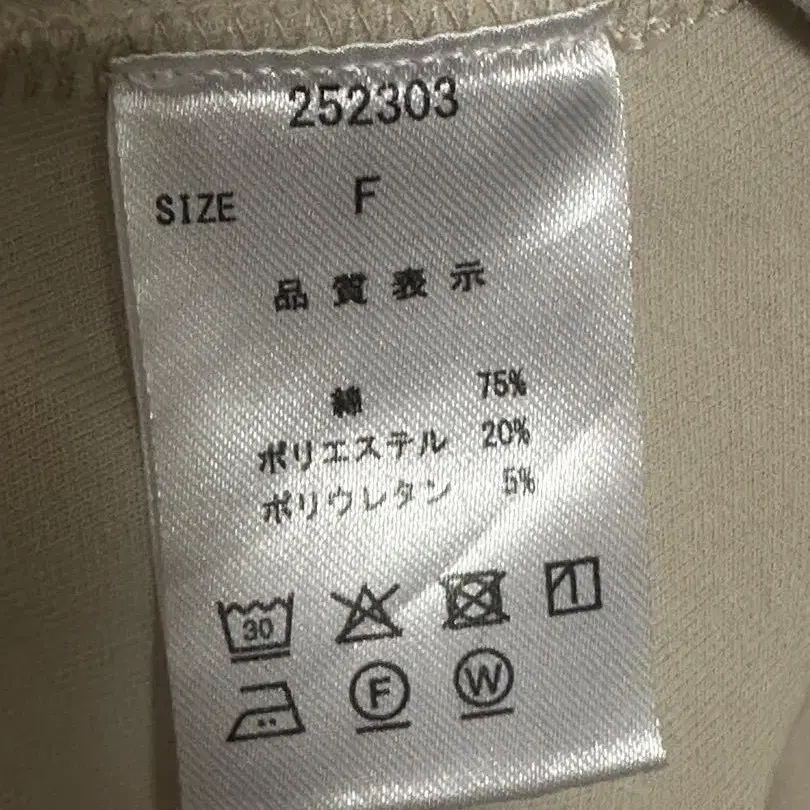 252303
SIZE F
品質表示
綿 75%
ポリエステル 20%
ポリウレタン 5%
30
F W